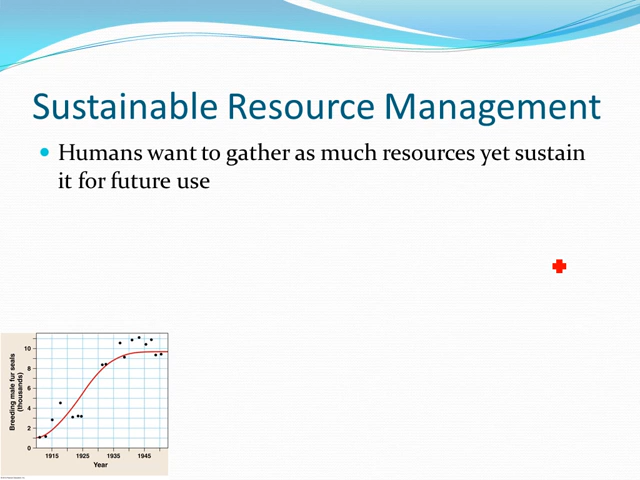 Sustainable Resource Management
Humans want to gather as much resources yet sustain
it for future use
Breeding male fur seals
(thousands)
10
8
6
4
2
0
1915 1925 1935 1945
Year